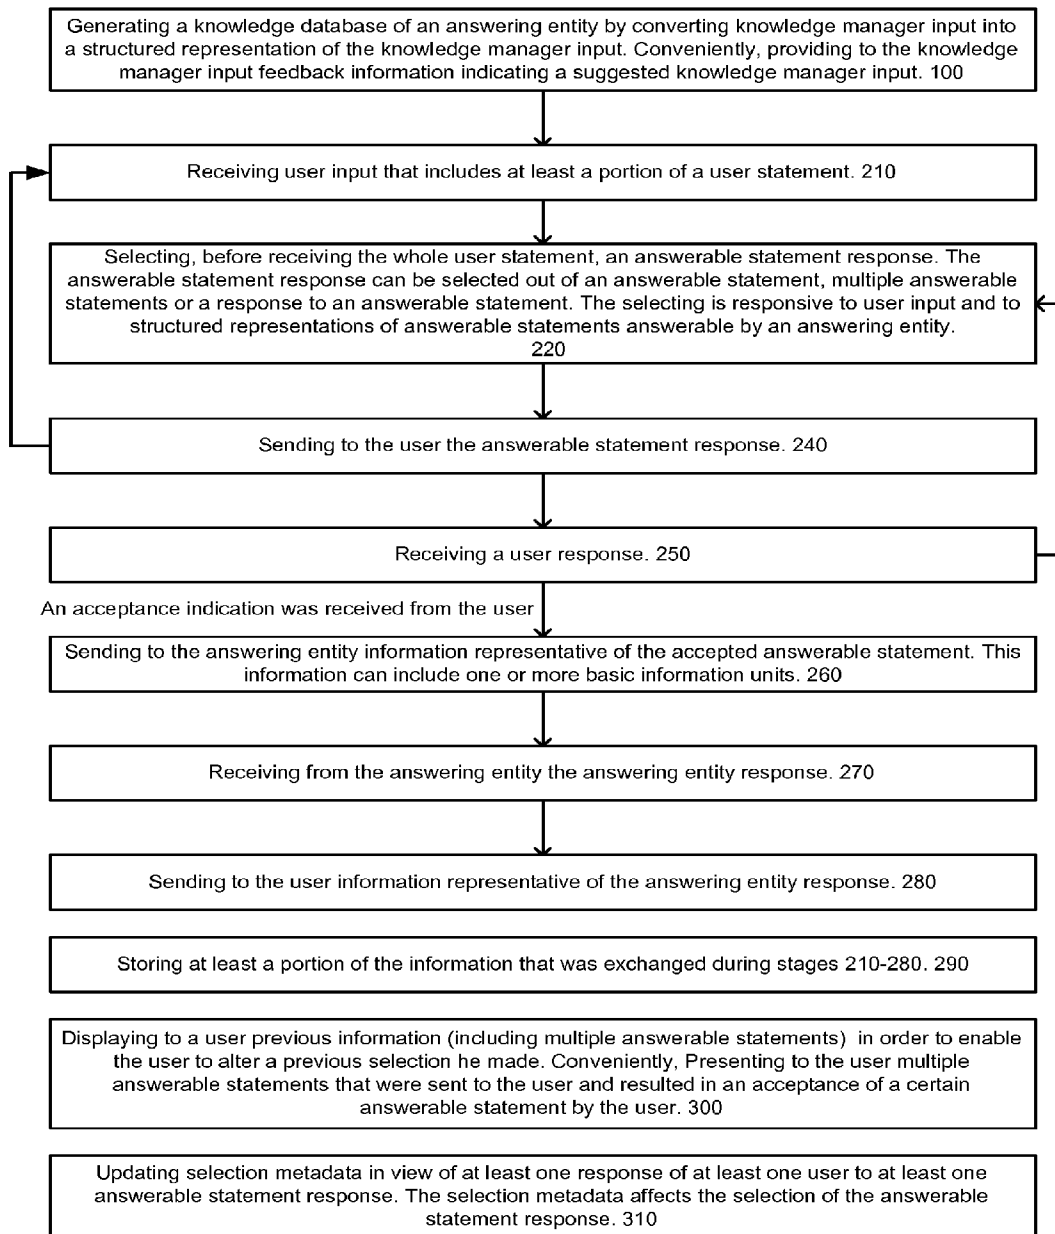 Generating a knowledge database of an answering entity by converting knowledge manager input into
a structured representation of the knowledge manager input. Conveniently, providing to the knowledge
manager input feedback information indicating a suggested knowledge manager input. 100
Receiving user input that includes at least a portion of a user statement. 210
Selecting, before receiving the whole user statement, an answerable statement response. The
answerable statement response can be selected out of an answerable statement, multiple answerable
statements or a response to an answerable statement. The selecting is responsive to user input and to
structured representations of answerable statements answerable by an answering entity.
220
Sending to the user the answerable statement response. 240
Receiving a user response. 250
An acceptance indication was received from the user
Sending to the answering entity information representative of the accepted answerable statement. This
information can include one or more basic information units. 260
Receiving from the answering entity the answering entity response. 270
Sending to the user information representative of the answering entity response. 280
Storing at least a portion of the information that was exchanged during stages 210-280. 290
Displaying to a user previous information (including multiple answerable statements) in order to enable
the user to alter a previous selection he made. Conveniently, Presenting to the user multiple
answerable statements that were sent to the user and resulted in an acceptance of a certain
answerable statement by the user. 300
Updating selection metadata in view of at least one response of at least one user to at least one
answerable statement response. The selection metadata affects the selection of the answerable
statement response. 310